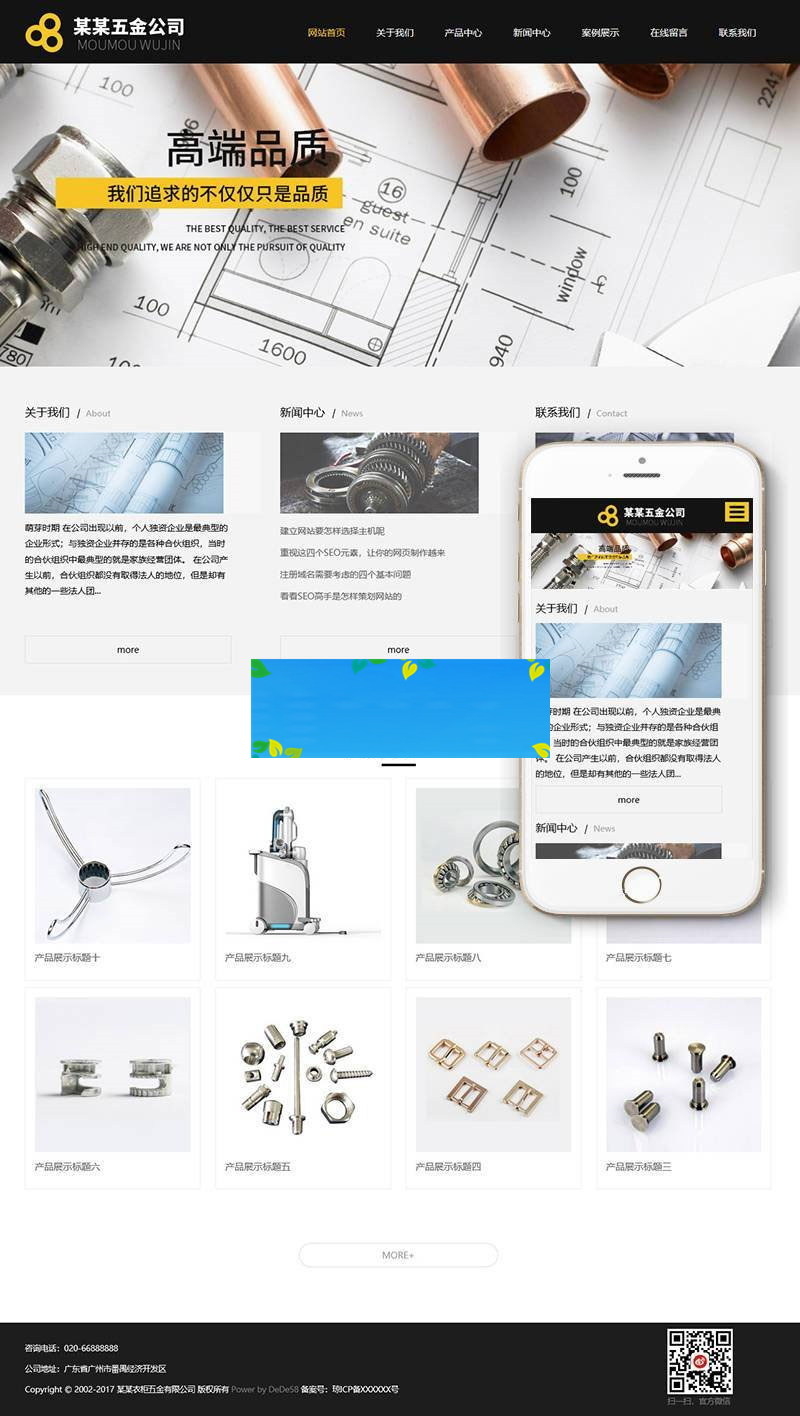 某某五金公司
MOUMOU WUJIN
网站首页 关于我们 产品中心 新闻中心 案例展示 在线留言 联系我们
高端品质
我们追求的不仅仅只是品质
THE BEST QUALITY, THE BEST SERVICE
HIGH END QUALITY, WE ARE NOT ONLY THE PURSUIT OF QUALITY
100
16
guest
en suite
100
window
2241
100
1600
940
780
关于我们 / About
萌芽时期 在公司出现以前，个人独资企业是最典型的
企业形式；与独资企业并存的是各种合伙组织，当时
的合伙组织中最典型的就是家族经营团体。 在公司产
生以前，合伙组织都没有取得法人的地位，但是却有
其他的一些法人团...
more
新闻中心 / News
建立网站要怎样选择主机呢
重视这四个SEO元素，让你的网页制作越来
注册域名需要考虑的四个基本问题
看看SEO高手是怎样策划网站的
more
联系我们 / Contact
某某五金公司
MOUMOU WUJIN
高端品质
关于我们 / About
芽时期 在公司出现以前，个人独资企业是最典
企业形式；与独资企业并存的是各种合伙组
当时的合伙组织中最典型的就是家族经营团
体。 在公司产生以前，合伙组织都没有取得法人
的地位，但是却有其他的一些法人团...
more
新闻中心 / News
产品展示标题十
产品展示标题九
产品展示标题八
产品展示标题七
产品展示标题六
产品展示标题五
产品展示标题四
产品展示标题三
MORE+
咨询电话：020-66888888
公司地址：广东省广州市番禺经济开发区
Copyright © 2002-2017 某某衣柜五金有限公司 版权所有 Power by DeDe58 备案号：琼ICP备XXXXXX号
扫一扫，官方微信